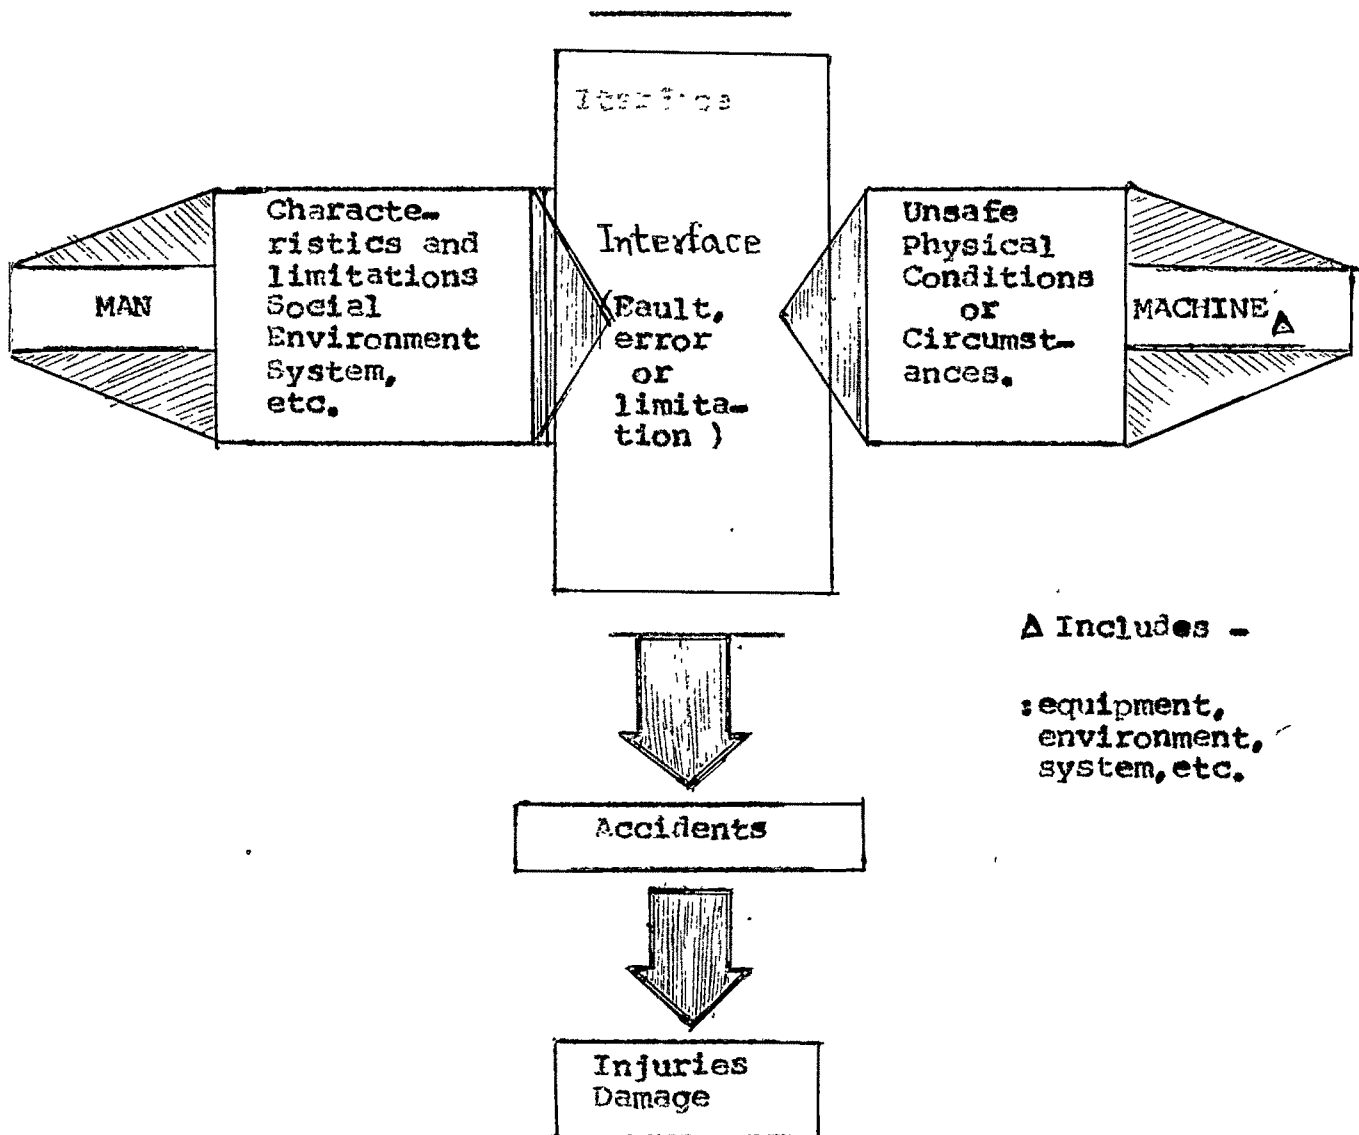 MAN
Characte-
ristics and
limitations
Social
Environment
System,
etc.
Interface
(Fault,
error
or
limita-
tion )
Unsafe
Physical
Conditions
or
Circumst-
ances.
MACHINE Δ
Δ Includes -
:equipment,
environment,
system,etc.
Accidents
Injuries
Damage